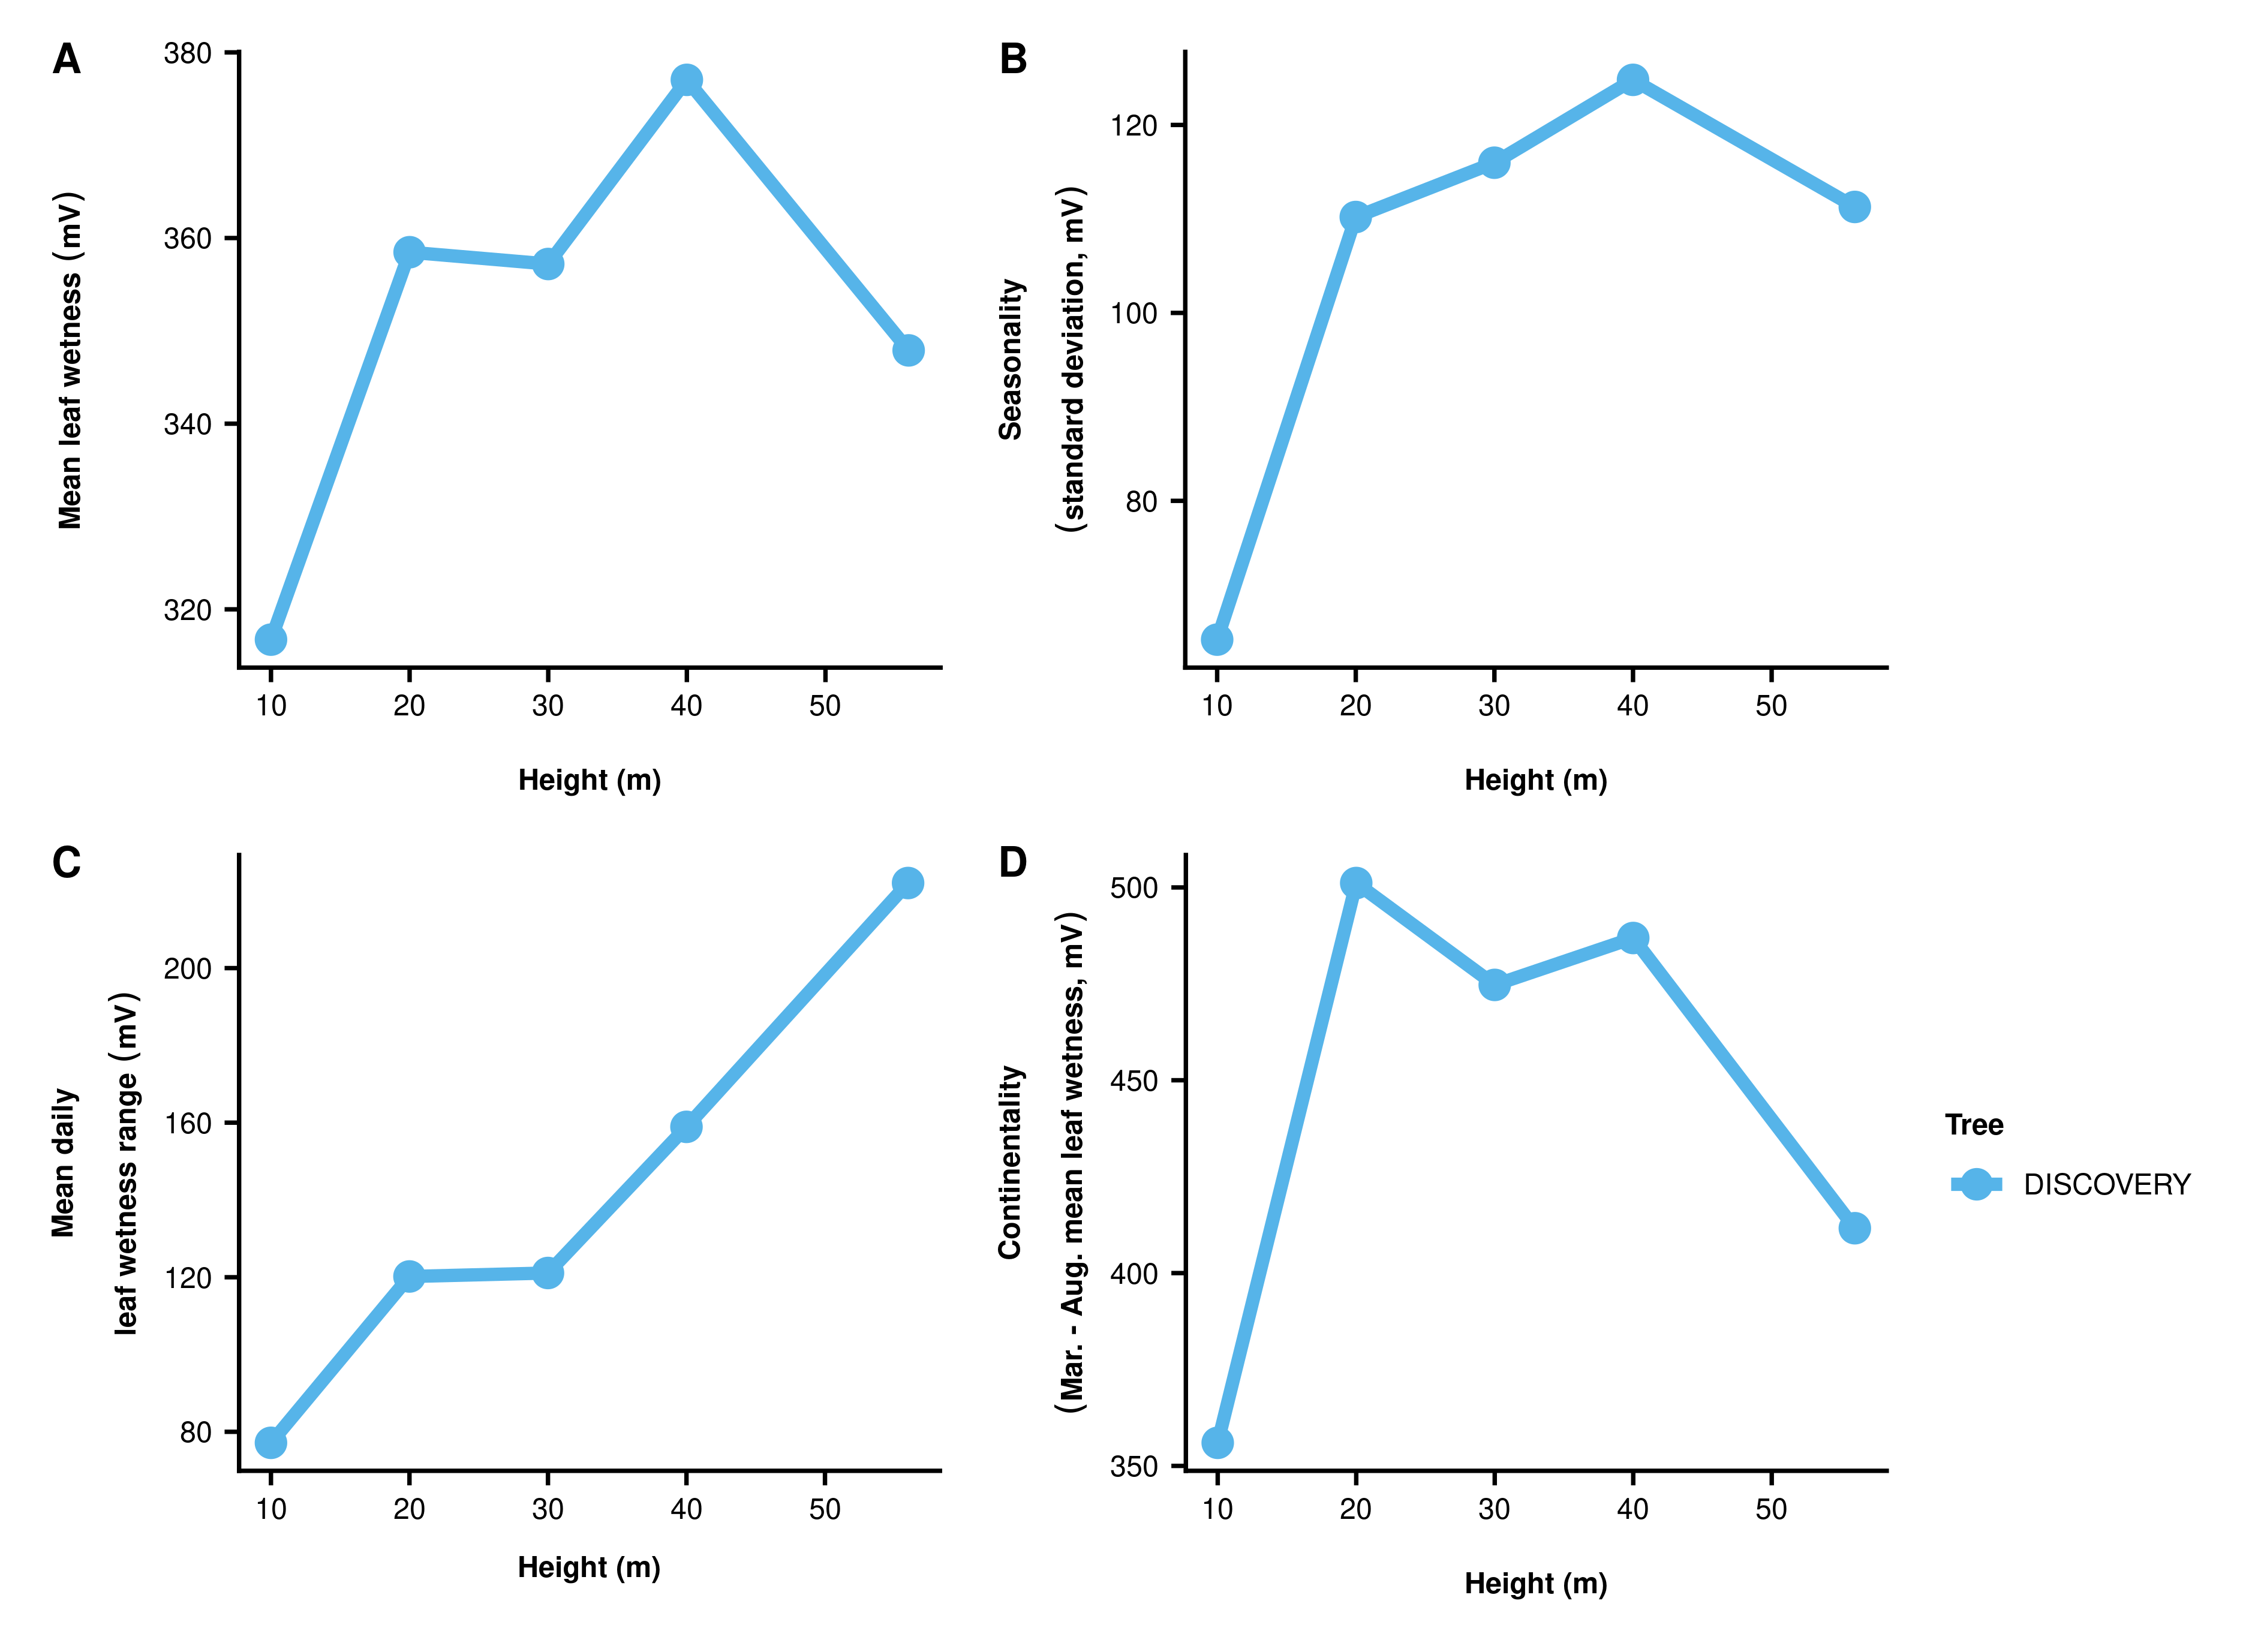 A
Mean leaf wetness (mV)
380
360
340
320
10 20 30 40 50
Height (m)
B
Seasonality
(standard deviation, mV)
120
100
80
10 20 30 40 50
Height (m)
C
Mean daily
leaf wetness range (mV)
200
160
120
80
10 20 30 40 50
Height (m)
D
Continentality
(Mar. - Aug. mean leaf wetness, mV)
500
450
400
350
10 20 30 40 50
Height (m)
Tree
DISCOVERY